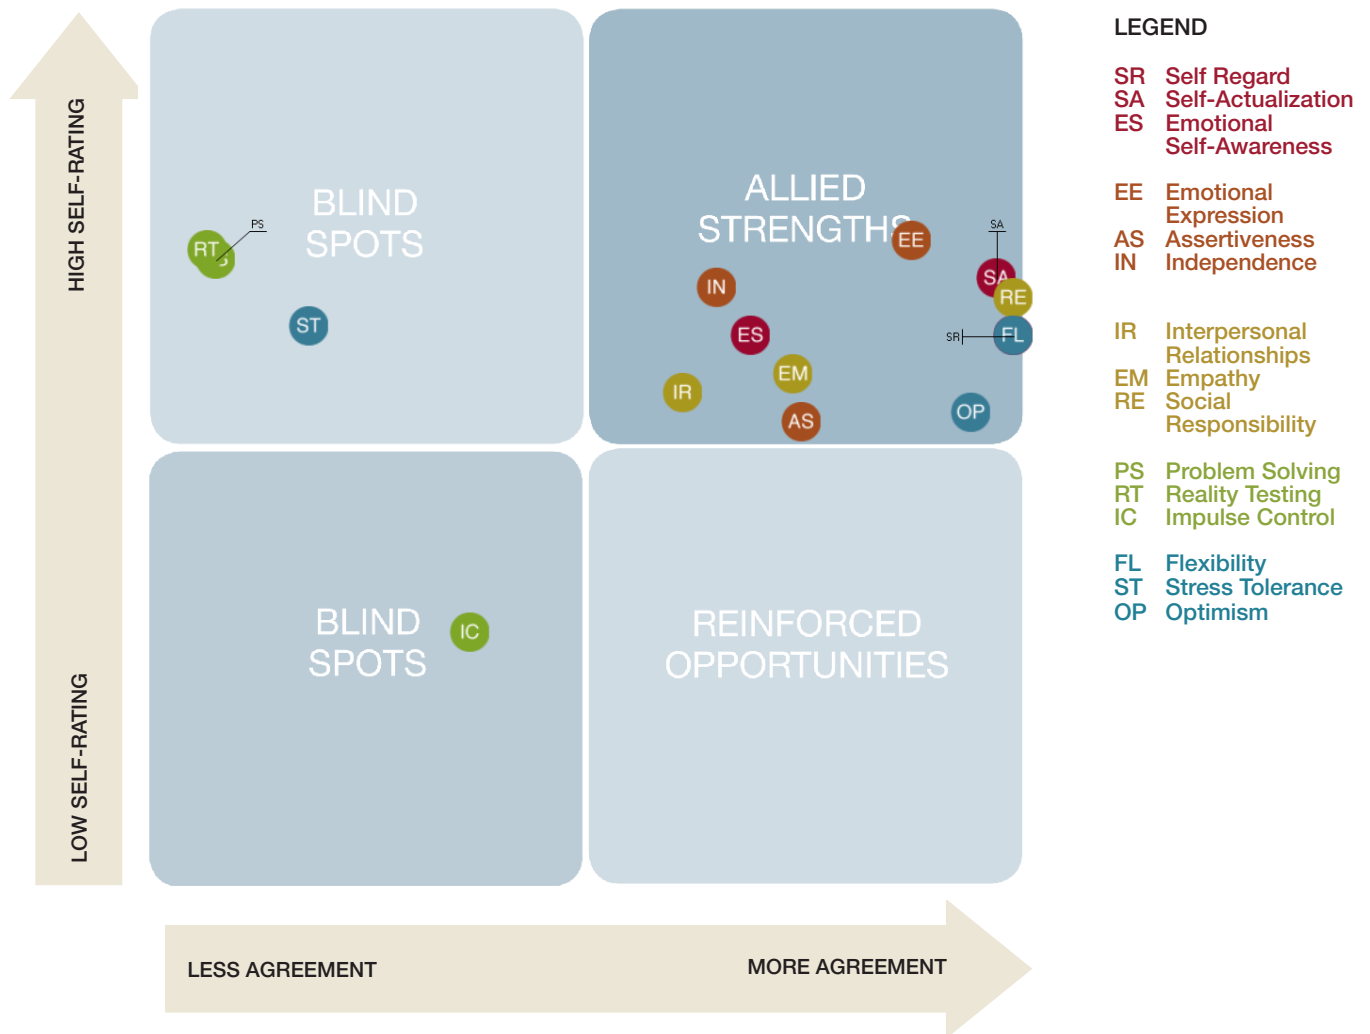 HIGH SELF-RATING
LOW SELF-RATING
BLIND
SPOTS
ALLIED
STRENGTHS
PS
RT
S
ST
EE
SA
SA
RE
IN
ES
SR
FL
EM
IR
AS
OP
BLIND
SPOTS
IC
REINFORCED
OPPORTUNITIES
LESS AGREEMENT
MORE AGREEMENT
LEGEND
SR Self Regard
SA Self-Actualization
ES Emotional
Self-Awareness
EE Emotional
Expression
AS Assertiveness
IN Independence
IR Interpersonal
Relationships
EM Empathy
RE Social
Responsibility
PS Problem Solving
RT Reality Testing
IC Impulse Control
FL Flexibility
ST Stress Tolerance
OP Optimism